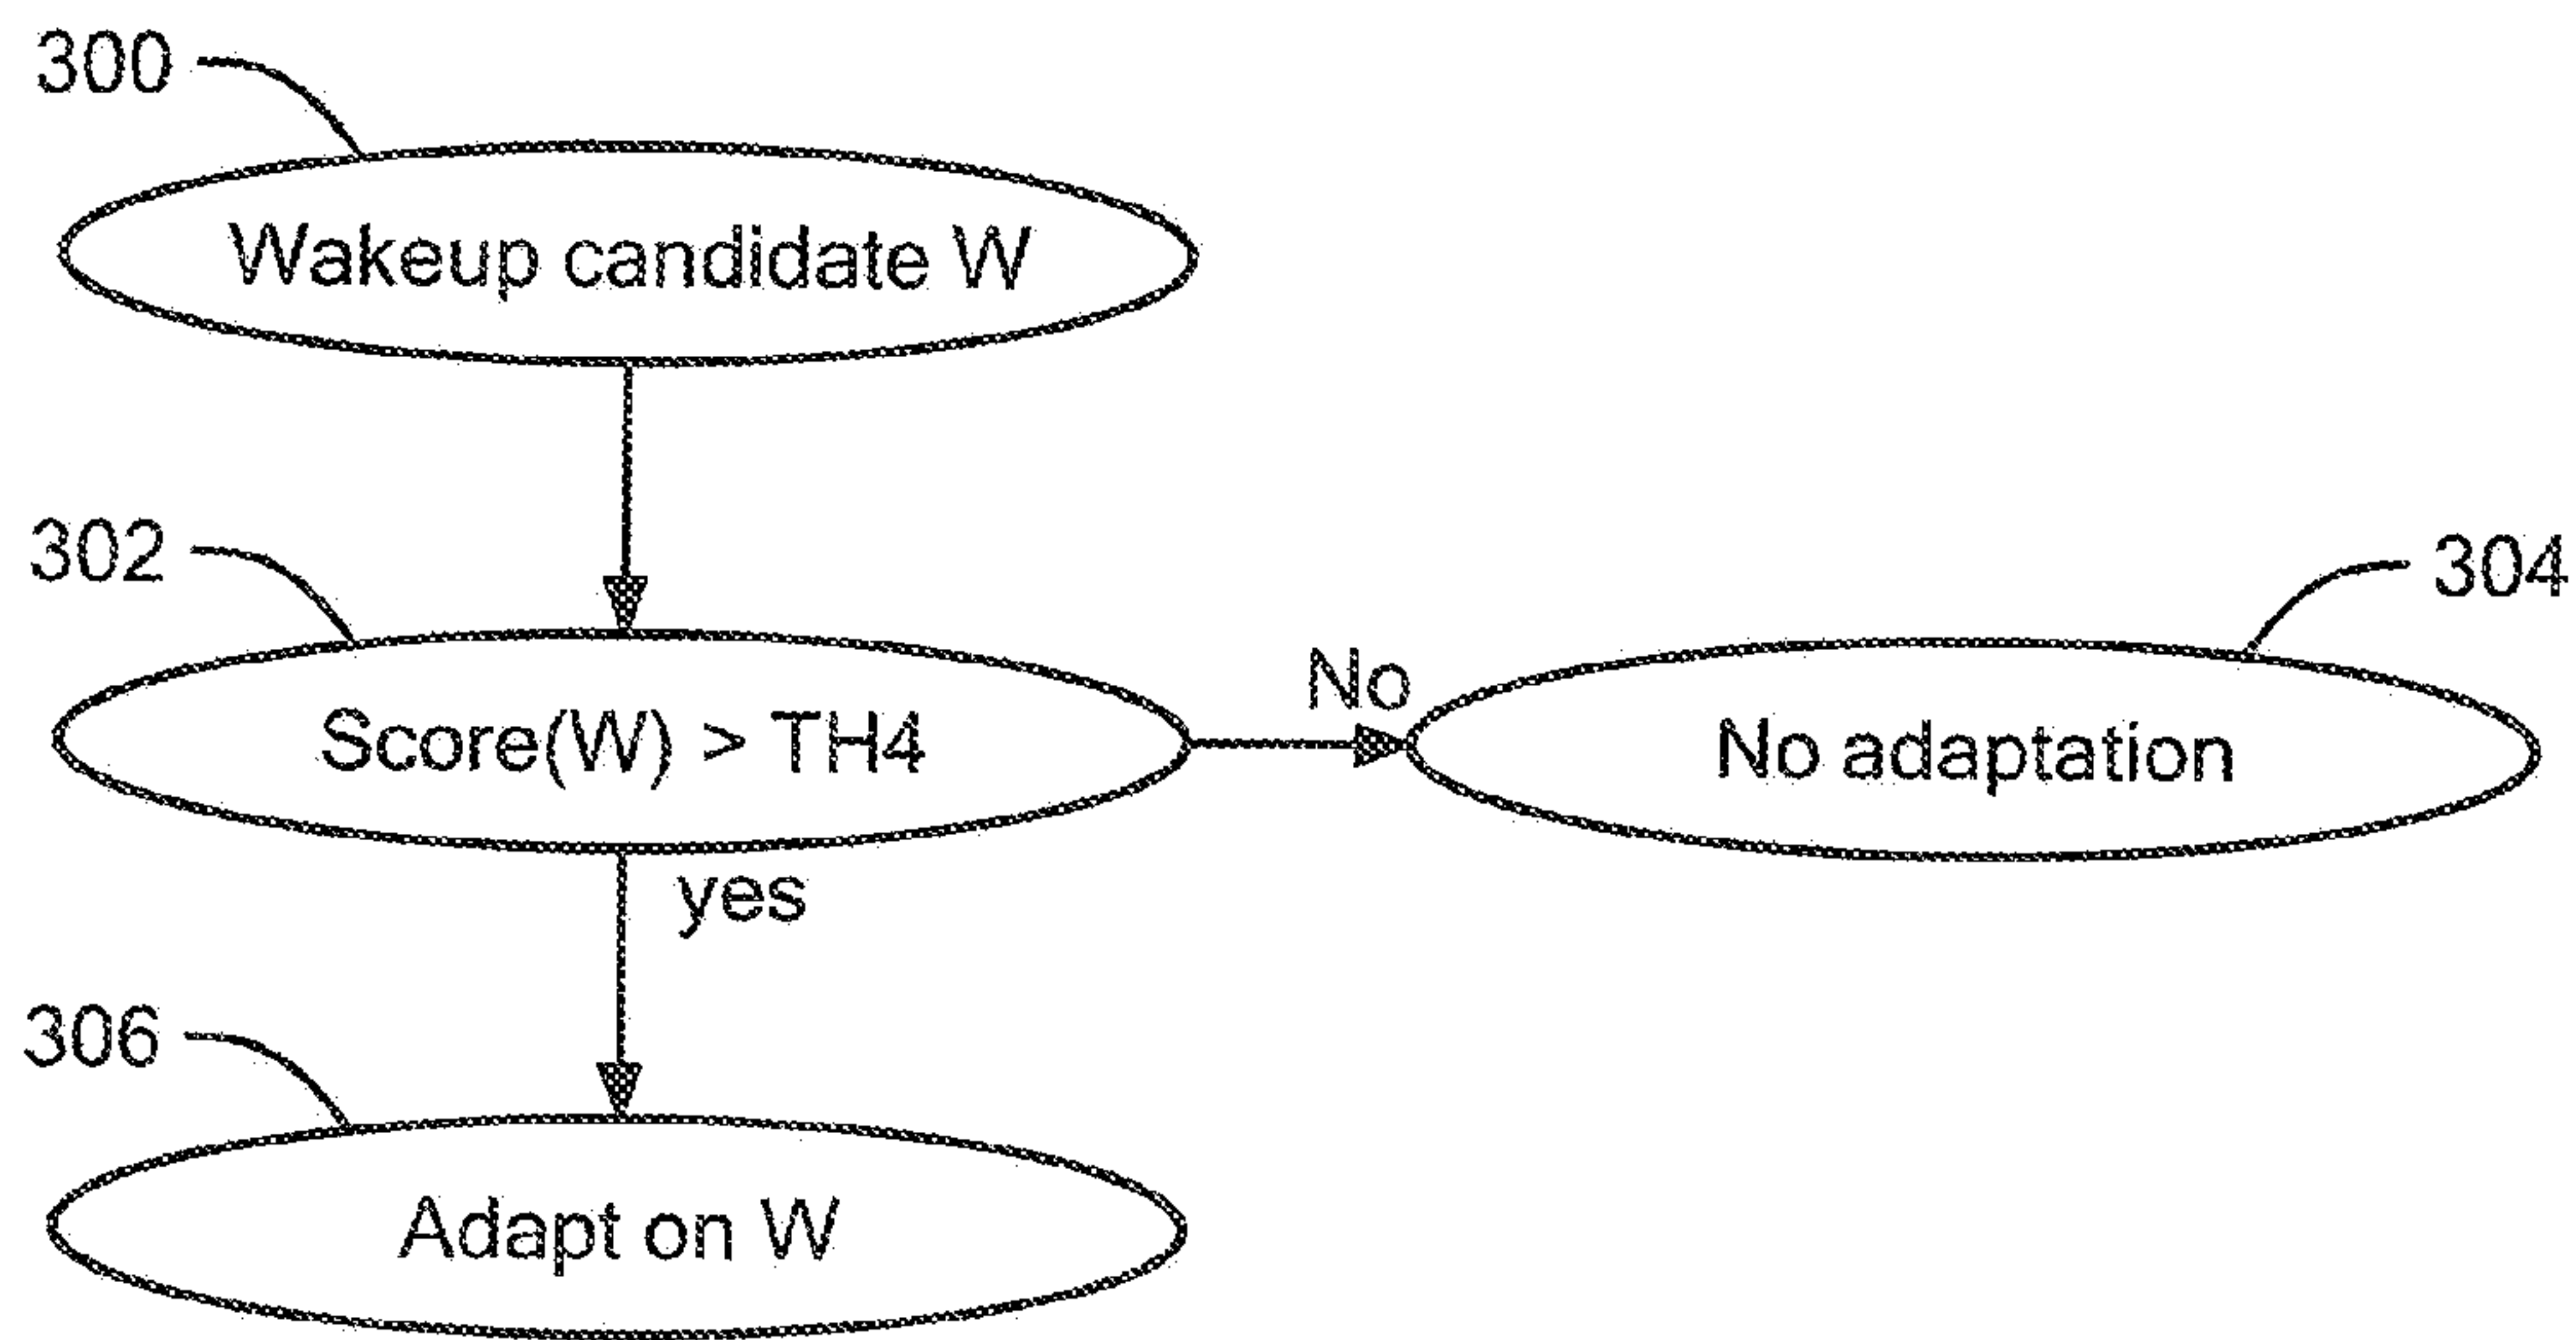 300
Wakeup candidate W
302
Score(W) > TH4
No
304
No adaptation
yes
306
Adapt on W